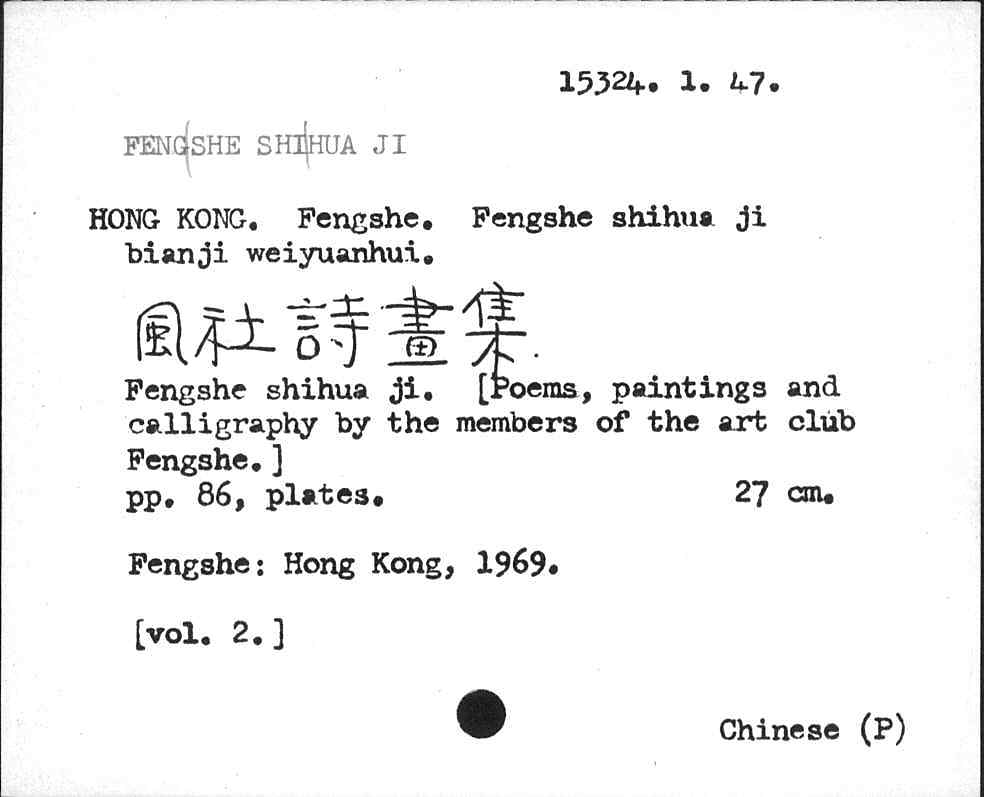 15324. 1. 47.
FENGSHE SHIHUA JI
HONG KONG. Fengshe. Fengshe shihua ji
bianji weiyuanhui.
風社詩畫集.
Fengshe shihua ji. [Poems, paintings and
calligraphy by the members of the art club
Fengshe.]
pp. 86, plates. 27 cm.
Fengshe: Hong Kong, 1969.
[vol. 2.]
Chinese (P)